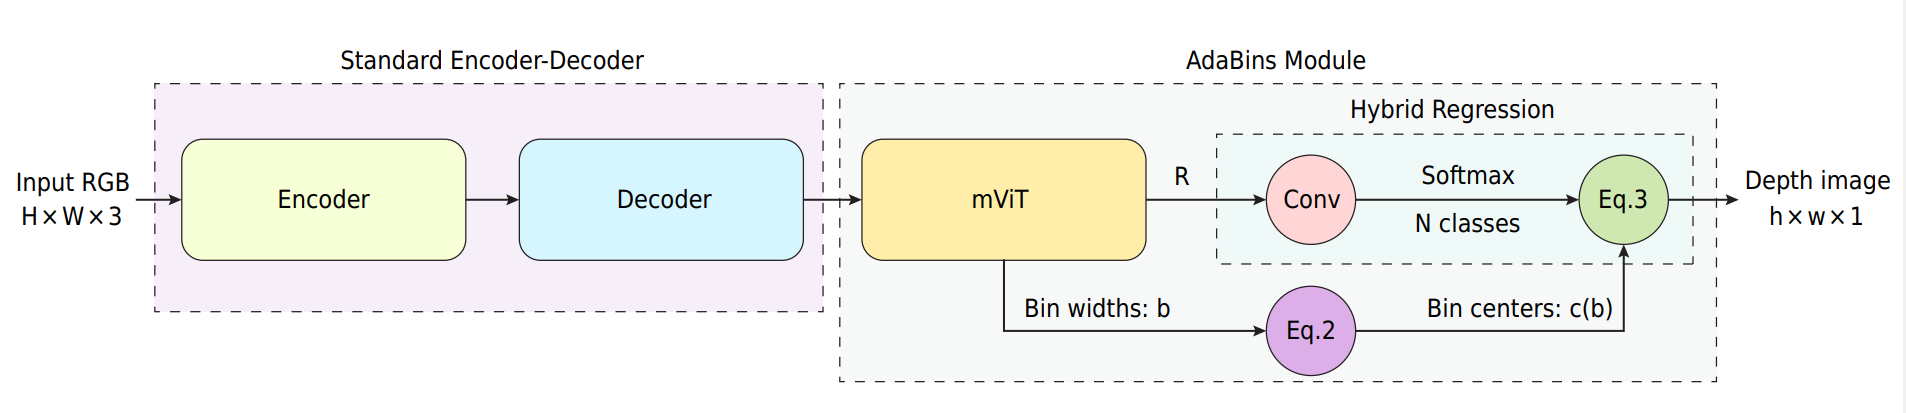 Standard Encoder-Decoder
AdaBins Module
Hybrid Regression
Input RGB
H×W×3
Encoder
Decoder
mViT
R
Conv
Softmax
N classes
Eq.3
Depth image
h×w×1
Bin widths: b
Eq.2
Bin centers: c(b)